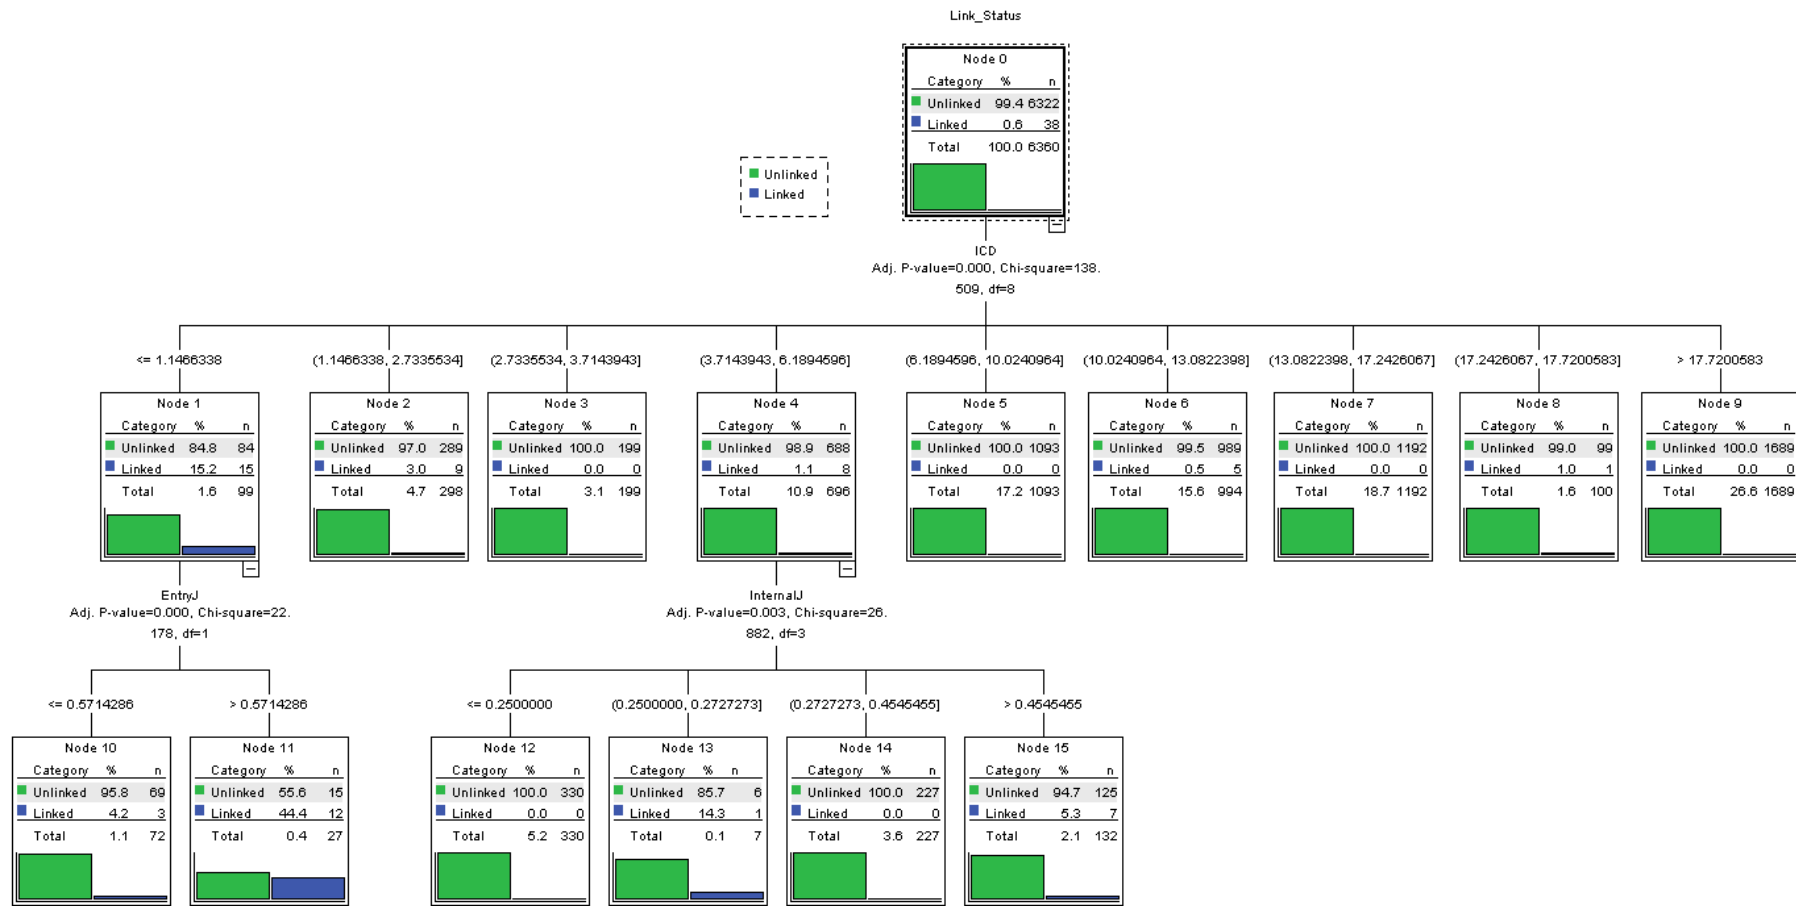 Link_Status
Node 0
Category % n
Unlinked 99.4 6322
Linked 0.6 38
Total 100.0 6360
Unlinked
Linked
ICD
Adj. P-value=0.000, Chi-square=138.
509, df=8
<= 1.1466338
(1.1466338, 2.7335534]
(2.7335534, 3.7143943]
(3.7143943, 6.1894596]
(6.1894596, 10.0240964]
(10.0240964, 13.0822398]
(13.0822398, 17.2426067]
(17.2426067, 17.7200583]
> 17.7200583
Node 1
Category % n
Unlinked 84.8 84
Linked 15.2 15
Total 1.6 99
Node 2
Category % n
Unlinked 97.0 289
Linked 3.0 9
Total 4.7 298
Node 3
Category % n
Unlinked 100.0 199
Linked 0.0 0
Total 3.1 199
Node 4
Category % n
Unlinked 98.9 688
Linked 1.1 8
Total 10.9 696
Node 5
Category % n
Unlinked 100.0 1093
Linked 0.0 0
Total 17.2 1093
Node 6
Category % n
Unlinked 99.5 989
Linked 0.5 5
Total 15.6 994
Node 7
Category % n
Unlinked 100.0 1192
Linked 0.0 0
Total 18.7 1192
Node 8
Category % n
Unlinked 99.0 99
Linked 1.0 1
Total 1.6 100
Node 9
Category % n
Unlinked 100.0 1689
Linked 0.0 0
Total 26.6 1689
EntryJ
Adj. P-value=0.000, Chi-square=22.
178, df=1
InternalJ
Adj. P-value=0.003, Chi-square=26.
882, df=3
<= 0.5714286
> 0.5714286
<= 0.2500000
(0.2500000, 0.2727273]
(0.2727273, 0.4545455]
> 0.4545455
Node 10
Category % n
Unlinked 95.8 69
Linked 4.2 3
Total 1.1 72
Node 11
Category % n
Unlinked 55.6 15
Linked 44.4 12
Total 0.4 27
Node 12
Category % n
Unlinked 100.0 330
Linked 0.0 0
Total 5.2 330
Node 13
Category % n
Unlinked 85.7 6
Linked 14.3 1
Total 0.1 7
Node 14
Category % n
Unlinked 100.0 227
Linked 0.0 0
Total 3.6 227
Node 15
Category % n
Unlinked 94.7 125
Linked 5.3 7
Total 2.1 132